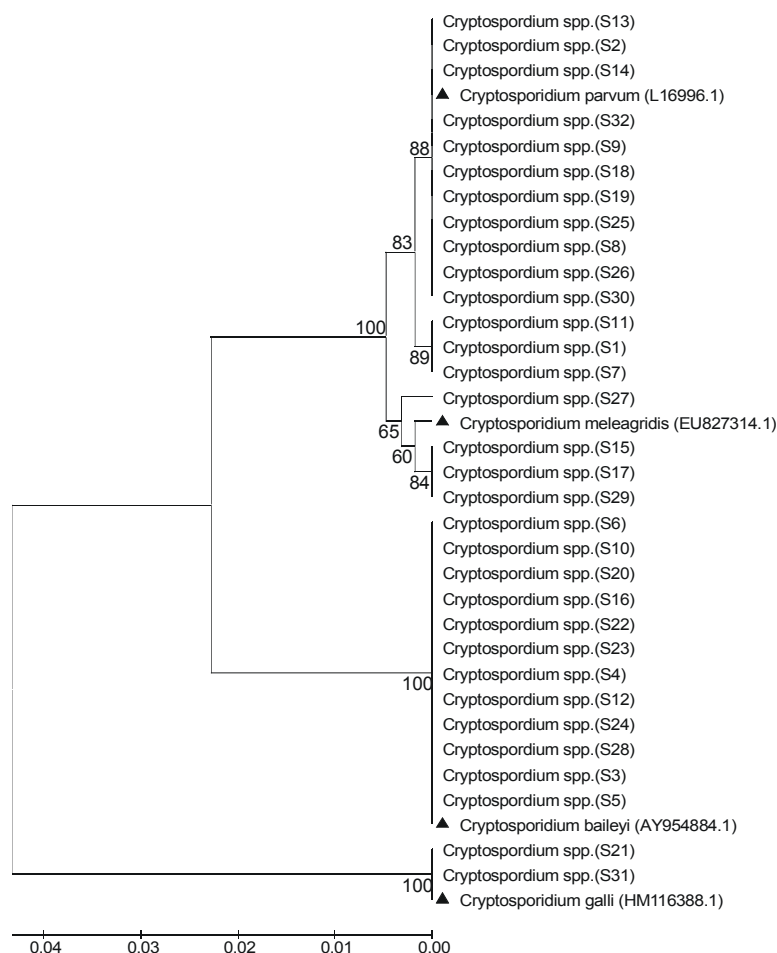 Cryptospordium spp.(S13)
Cryptospordium spp.(S2)
Cryptospordium spp.(S14)
▲ Cryptosporidium parvum (L16996.1)
Cryptospordium spp.(S32)
88
Cryptospordium spp.(S9)
Cryptospordium spp.(S18)
Cryptospordium spp.(S19)
Cryptospordium spp.(S25)
83
Cryptospordium spp.(S8)
Cryptospordium spp.(S26)
Cryptospordium spp.(S30)
Cryptospordium spp.(S11)
100
Cryptospordium spp.(S1)
89
Cryptospordium spp.(S7)
Cryptospordium spp.(S27)
▲ Cryptosporidium meleagridis (EU827314.1)
65
Cryptospordium spp.(S15)
60
Cryptospordium spp.(S17)
84
Cryptospordium spp.(S29)
Cryptospordium spp.(S6)
Cryptospordium spp.(S10)
Cryptospordium spp.(S20)
Cryptospordium spp.(S16)
Cryptospordium spp.(S22)
Cryptospordium spp.(S23)
Cryptospordium spp.(S4)
100
Cryptospordium spp.(S12)
Cryptospordium spp.(S24)
Cryptospordium spp.(S28)
Cryptospordium spp.(S3)
Cryptospordium spp.(S5)
▲ Cryptosporidium baileyi (AY954884.1)
Cryptospordium spp.(S21)
Cryptospordium spp.(S31)
100
▲ Cryptosporidium galli (HM116388.1)
0.04 0.03 0.02 0.01 0.00